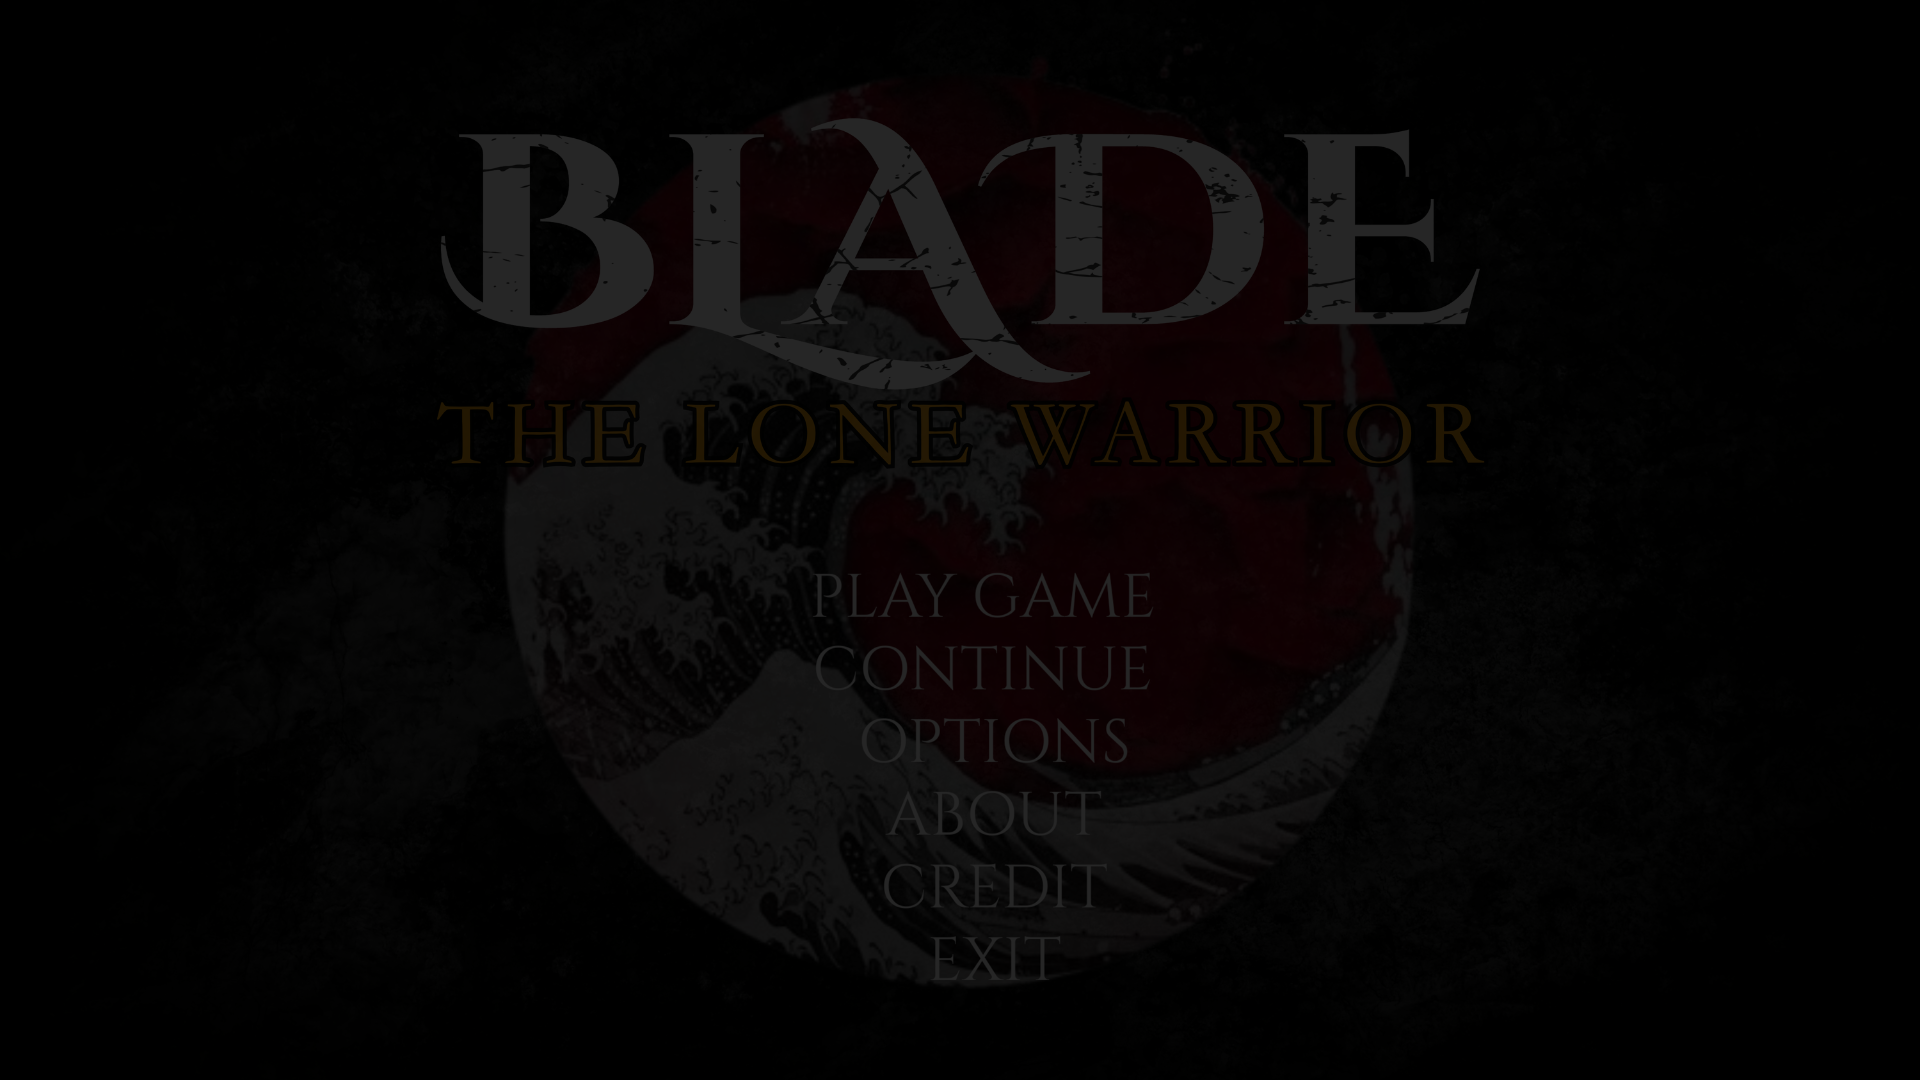 BLADE
THE LONE WARRIOR
PLAY GAME
CONTINUE
OPTIONS
ABOUT
CREDIT
EXIT